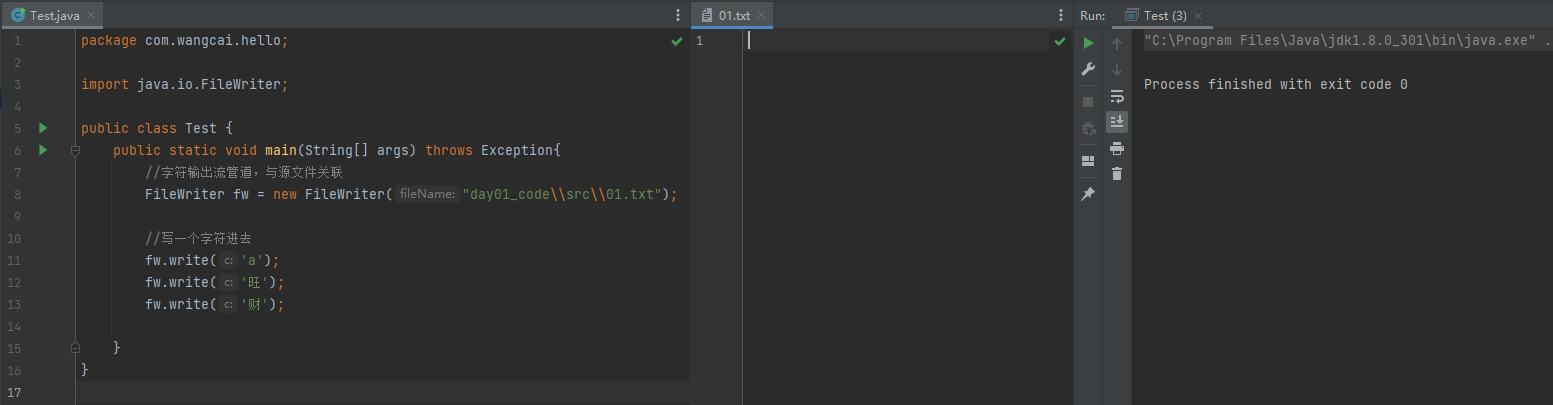 Test.java
1 package com.wangcai.hello;
2
3 import java.io.FileWriter;
4
5 public class Test {
6 public static void main(String[] args) throws Exception{
7 //字符输出流管道，与源文件关联
8 FileWriter fw = new FileWriter( fileName: "day01_code\\src\\01.txt");
9
10 //写一个字符进去
11 fw.write( c: 'a');
12 fw.write( c: '旺');
13 fw.write( c: '财');
14
15 }
16 }
17
01.txt
1
Run: Test (3)
"C:\Program Files\Java\jdk1.8.0_301\bin\java.exe" .
Process finished with exit code 0